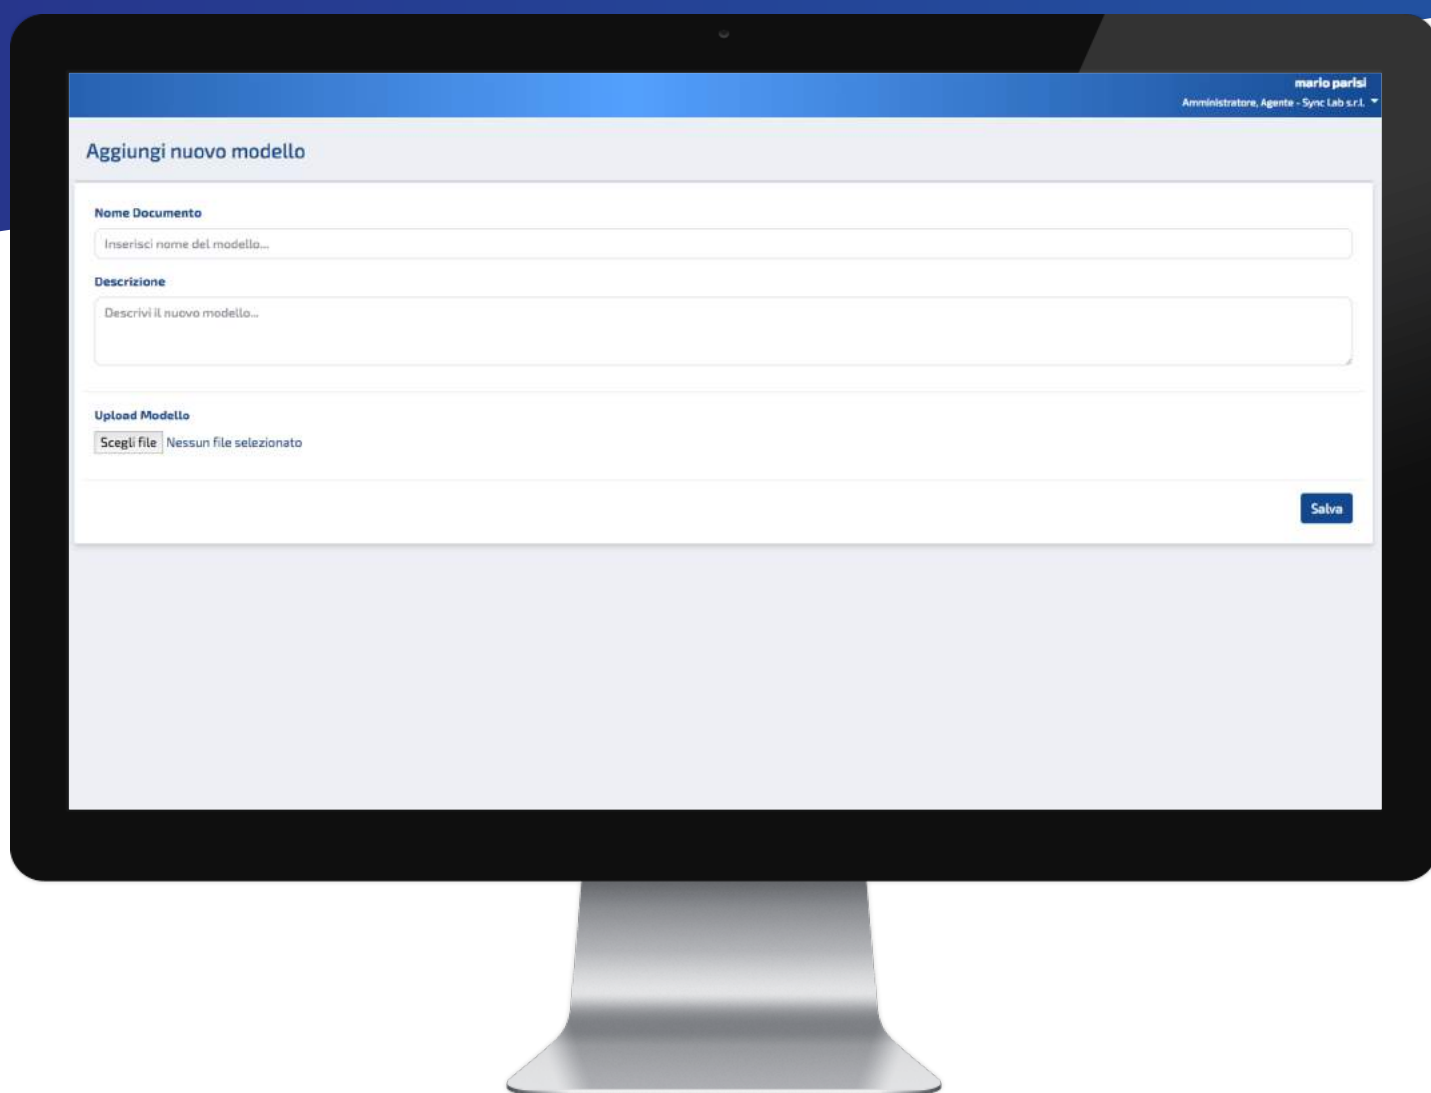 mario parisi
Amministratore, Agente - Sync Lab s.r.l.
Aggiungi nuovo modello
Nome Documento
Inserisci nome del modello...
Descrizione
Descrivi il nuovo modello...
Upload Modello
Scegli file Nessun file selezionato
Salva